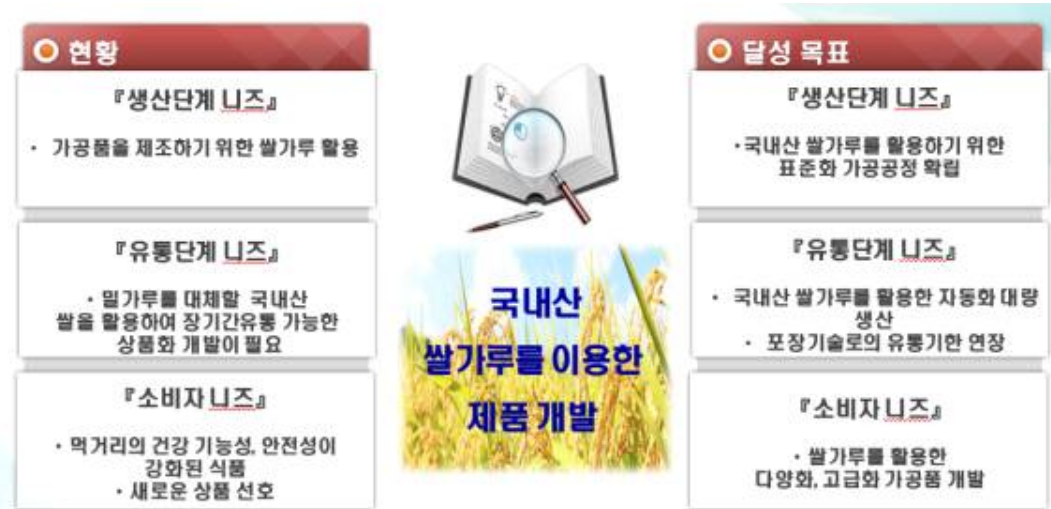 현황
『생산단계 니즈』
• 가공품을 제조하기 위한 쌀가루 활용
『유통단계 니즈』
• 밀가루를 대체할 국내산
쌀을 활용하여 장기간유통 가능한
상품화 개발이 필요
『소비자 니즈』
• 먹거리의 건강 기능성, 안전성이
강화된 식품
• 새로운 상품 선호
국내산
쌀가루를 이용한
제품 개발
달성 목표
『생산단계 니즈』
•국내산 쌀가루를 활용하기 위한
표준화 가공공정 확립
『유통단계 니즈』
• 국내산 쌀가루를 활용한 자동화 대량
생산
• 포장기술로의 유통기한 연장
『소비자 니즈』
• 쌀가루를 활용한
다양화, 고급화 가공품 개발